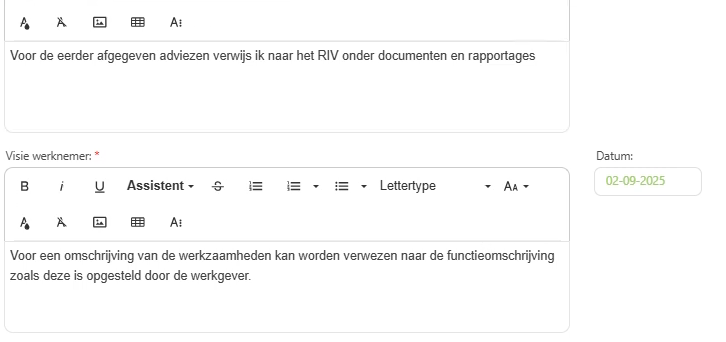 Voor de eerder afgegeven adviezen verwijs ik naar het RIV onder documenten en rapportages
Visie werknemer: *
Datum:
B i U Assistent S Lettertype AA
02-09-2025
A A A
Voor een omschrijving van de werkzaamheden kan worden verwezen naar de functieomschrijving
zoals deze is opgesteld door de werkgever.